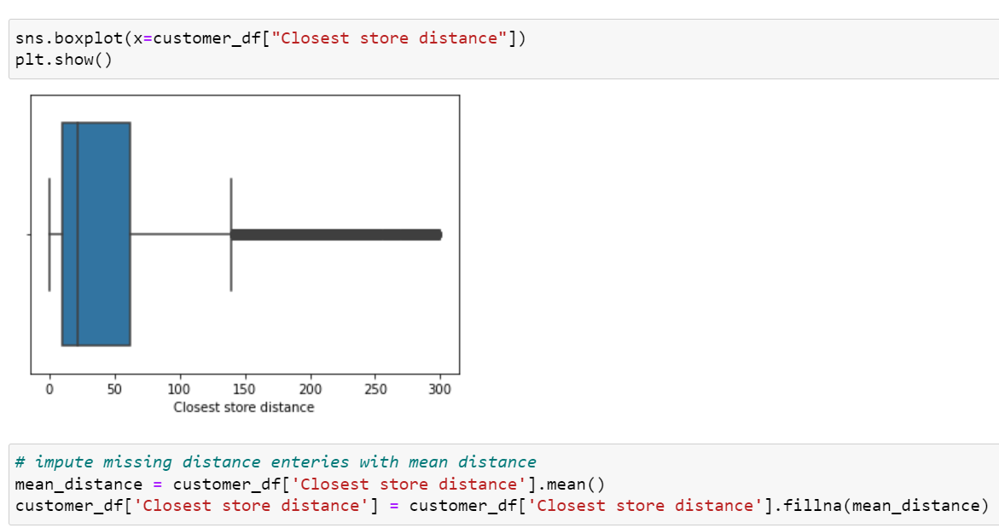 sns.boxplot(x=customer_df["Closest store distance"])
plt.show()
0 50 100 150 200 250 300
Closest store distance
# impute missing distance enteries with mean distance
mean_distance = customer_df['Closest store distance'].mean()
customer_df['Closest store distance'] = customer_df['Closest store distance'].fillna(mean_distance)